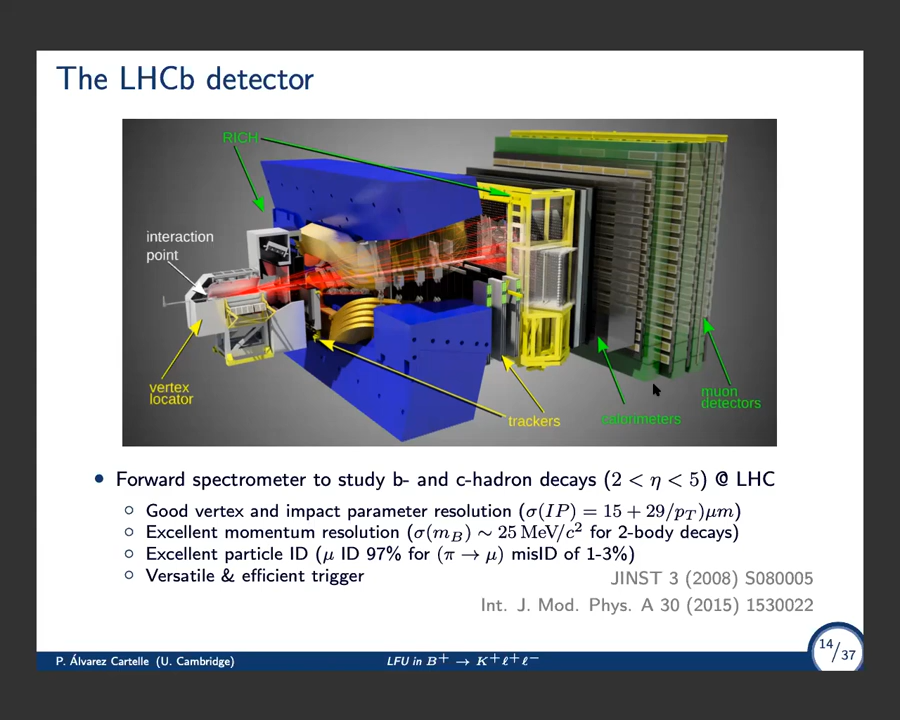 The LHCb detector
RICH
interaction
point
vertex
locator
trackers
calorimeters
muon
detectors
• Forward spectrometer to study b- and c-hadron decays (2 < η < 5) @ LHC
○ Good vertex and impact parameter resolution (σ(IP) = 15 + 29/p_T)μm)
○ Excellent momentum resolution (σ(m_B) ∼ 25 MeV/c² for 2-body decays)
○ Excellent particle ID (μ ID 97% for (π → μ) misID of 1-3%)
○ Versatile & efficient trigger
JINST 3 (2008) S080005
Int. J. Mod. Phys. A 30 (2015) 1530022
P. Álvarez Cartelle (U. Cambridge)
LFU in B⁺ → K⁺ℓ⁺ℓ⁻
14/37